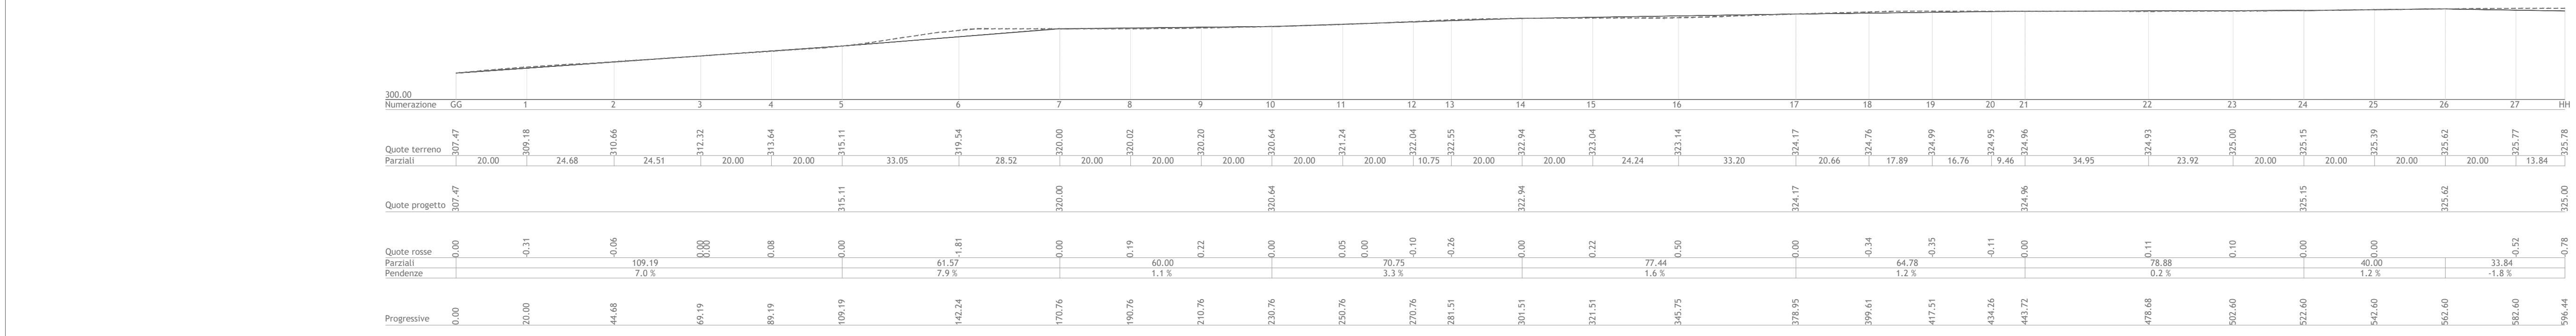 300.00
Numerazione GG 1 2 3 4 5 6 7 8 9 10 11 12 13 14 15 16 17 18 19 20 21 22 23 24 25 26 27 HH
Quote terreno 307.47 309.18 310.66 312.32 313.64 315.11 319.54 320.00 320.02 320.20 320.64 321.24 322.04 322.55 322.94 323.04 323.14 324.17 324.76 324.99 324.95 324.96 324.93 325.00 325.15 325.39 325.62 325.77 325.78
Parziali 20.00 24.68 24.51 20.00 20.00 33.05 28.52 20.00 20.00 20.00 20.00 20.00 10.75 20.00 20.00 24.24 33.20 20.66 17.89 16.76 9.46 34.95 23.92 20.00 20.00 20.00 20.00 13.84
Quote progetto 307.47 315.11 320.00 320.64 322.94 324.17 324.96 325.15 325.62 325.00
Quote rosse 0.00 -0.31 -0.06 0.00 0.00 0.08 0.00 -1.81 0.00 0.19 0.22 0.00 0.05 0.00 -0.10 -0.26 0.00 0.22 0.50 0.00 -0.34 -0.35 -0.11 0.00 0.11 0.10 0.00 0.00 -0.52 -0.78
Parziali 109.19 61.57 60.00 70.75 77.44 64.78 78.88 40.00 33.84
Pendenze 7.0 % 7.9 % 1.1 % 3.3 % 1.6 % 1.2 % 0.2 % 1.2 % -1.8 %
Progressive 0.00 20.00 44.68 69.19 89.19 109.19 142.24 170.76 190.76 210.76 230.76 250.76 270.76 281.51 301.51 321.51 345.75 378.95 399.61 417.51 434.26 443.72 478.68 502.60 522.60 542.60 562.60 582.60 596.44